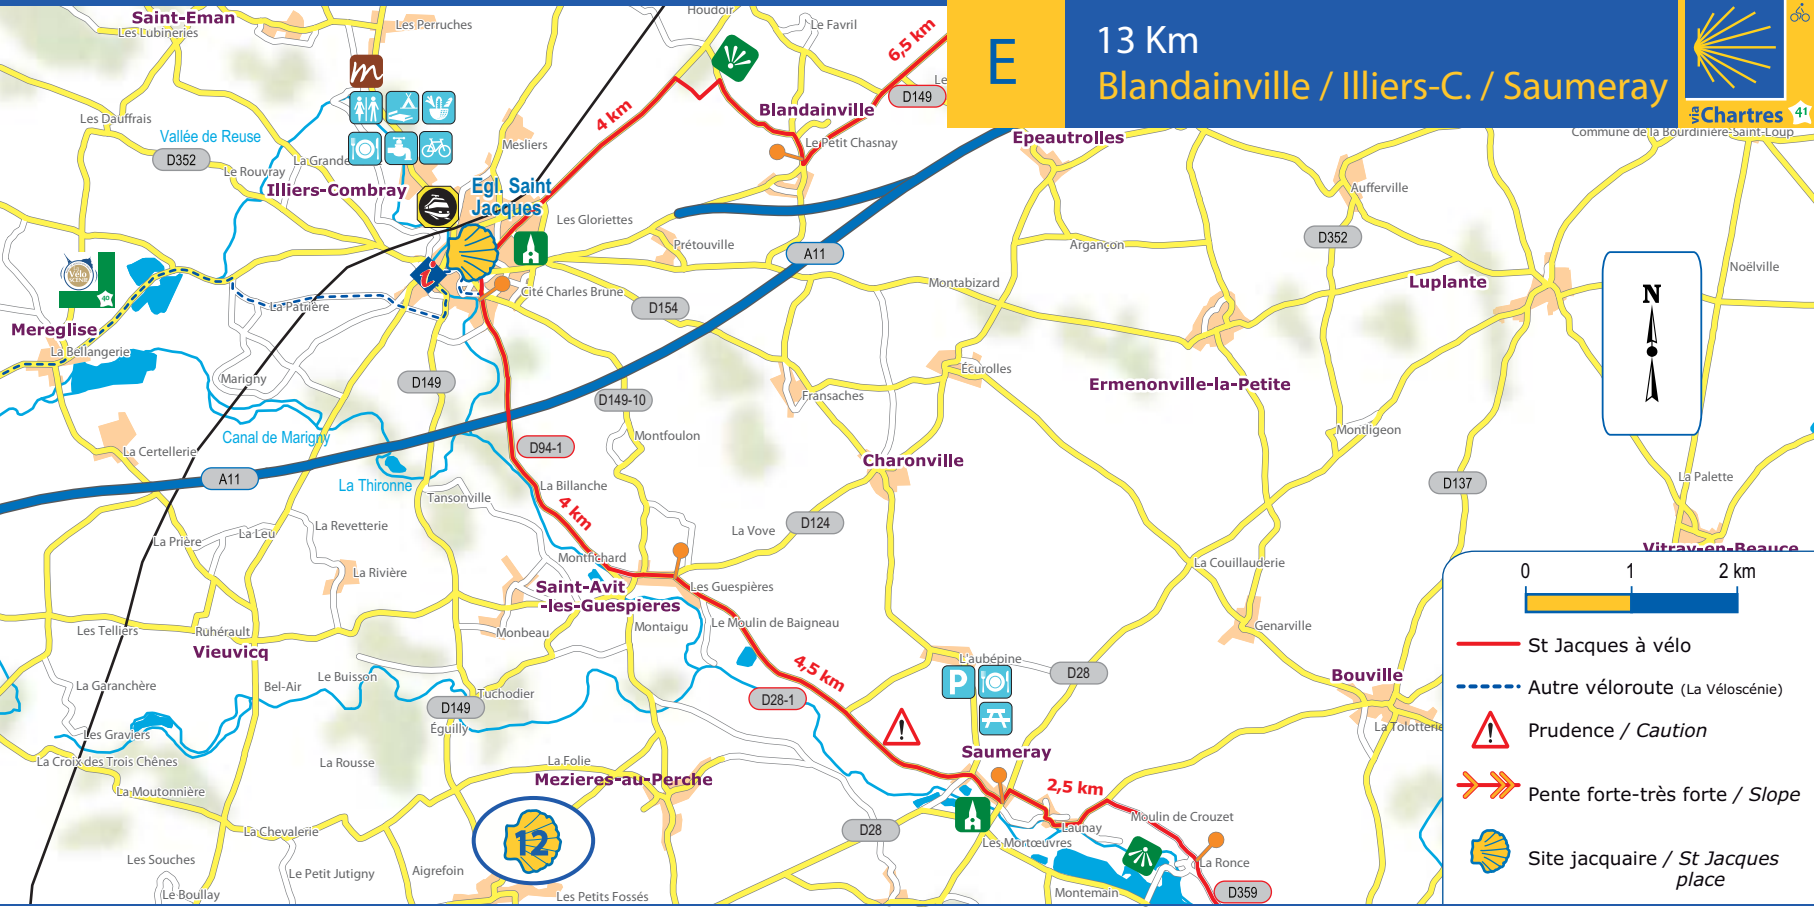 E
13 Km
Blandainville / Illiers-C. / Saumeray
via Chartres 41
Saint-Eman
Les Lubineries
Les Perruches
Houdoir
Le Favril
6,5 km
Le
D149
Les Dauffrais
Vallée de Reuse
D352
Le Rouvray
La Grande
m
Mesliers
4 km
Blandainville
Le Petit Chasnay
Epeautrolles
Commune de la Bourdinière-Saint-Loup
Illiers-Combray
Egl. Saint
Jacques
Les Gloriettes
Prétouville
A11
Aufferville
D352
Argançon
Luplante
Noëlville
N
Vélo
SCÉNIE
40
Mereglise
La Bellangerie
La Patrière
i
Cité Charles Brune
D154
Montabizard
Marigny
D149
D149-10
Fransaches
Écurolles
Ermenonville-la-Petite
La Certellerie
Canal de Marigny
D94-1
Montfoulon
Charonville
Montligeon
A11
La Thironne
Tansonville
La Billanche
4 km
La Vove
D124
D137
La Palette
Vitray-en-Beauce
La Prière
La Leu
La Revetterie
La Rivière
Montfichard
Saint-Avit
-les-Guespieres
Les Guespières
La Couillauderie
Les Telliers
Ruhérault
Vieuvicq
Monbeau
Montaigu
Le Moulin de Baigneau
Genarville
La Garanchère
Bel-Air
Le Buisson
Tuchodier
D149
Éguilly
4,5 km
D28-1
L'aubépine
P
D28
Bouville
La Tolotterie
Les Graviers
La Croix des Trois Chênes
La Rousse
La Folie
Mezieres-au-Perche
Saumeray
2,5 km
La Moutonnière
La Chevalerie
12
D28
Launay
Moulin de Crouzet
Les Mortœuvres
La Ronce
Les Souches
Le Petit Jutigny
Aigrefoin
Le Boullay
Les Petits Fossés
Montemain
D359
0 1 2 km
St Jacques à vélo
Autre véloroute (La Véloscénie)
Prudence / Caution
Pente forte-très forte / Slope
Site jacquaire / St Jacques
place